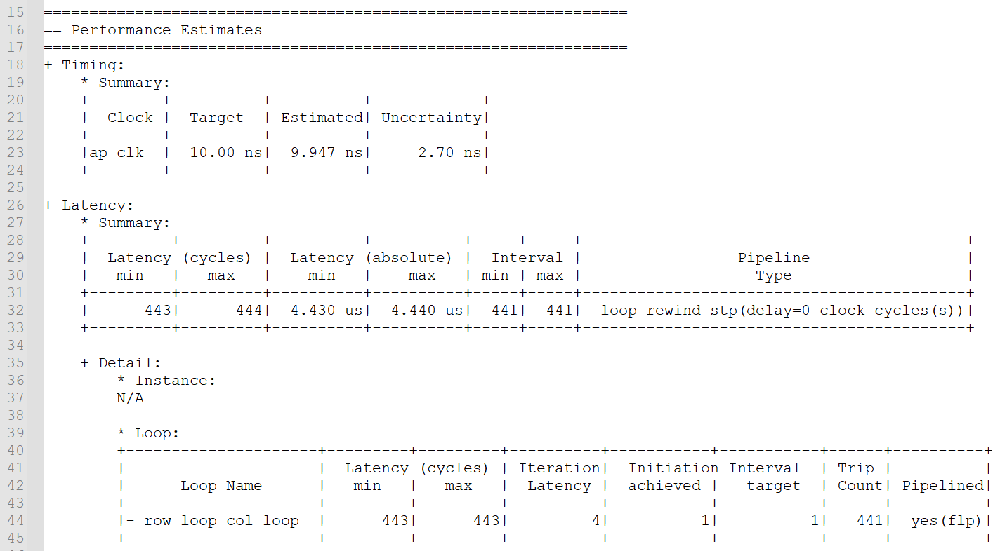 15 ================================================================
16 == Performance Estimates
17 ================================================================
18 + Timing:
19     * Summary:
20     +--------+----------+----------+------------+
21     |  Clock |  Target  | Estimated| Uncertainty|
22     +--------+----------+----------+------------+
23     |ap_clk  |  10.00 ns|  9.947 ns|     2.70 ns|
24     +--------+----------+----------+------------+
25
26 + Latency:
27     * Summary:
28     +---------+---------+----------+----------+-----+-----+------------------------------------------+
29     |  Latency (cycles) |  Latency (absolute) |  Interval |                 Pipeline                 |
30     |   min   |   max   |    min   |    max   | min | max |                   Type                   |
31     +---------+---------+----------+----------+-----+-----+------------------------------------------+
32     |      443|      444|  4.430 us|  4.440 us|  441|  441|  loop rewind stp(delay=0 clock cycles(s))|
33     +---------+---------+----------+----------+-----+-----+------------------------------------------+
34
35     + Detail:
36         * Instance:
37         N/A
38
39         * Loop:
40         +---------------------+---------+---------+----------+-----------+-----------+------+----------+
41         |                     |  Latency (cycles) | Iteration|  Initiation Interval  | Trip |          |
42         |      Loop Name      |   min   |   max   |  Latency |  achieved |   target  | Count| Pipelined|
43         +---------------------+---------+---------+----------+-----------+-----------+------+----------+
44         |- row_loop_col_loop  |      443|      443|         4|          1|          1|   441|  yes(flp)|
45         +---------------------+---------+---------+----------+-----------+-----------+------+----------+